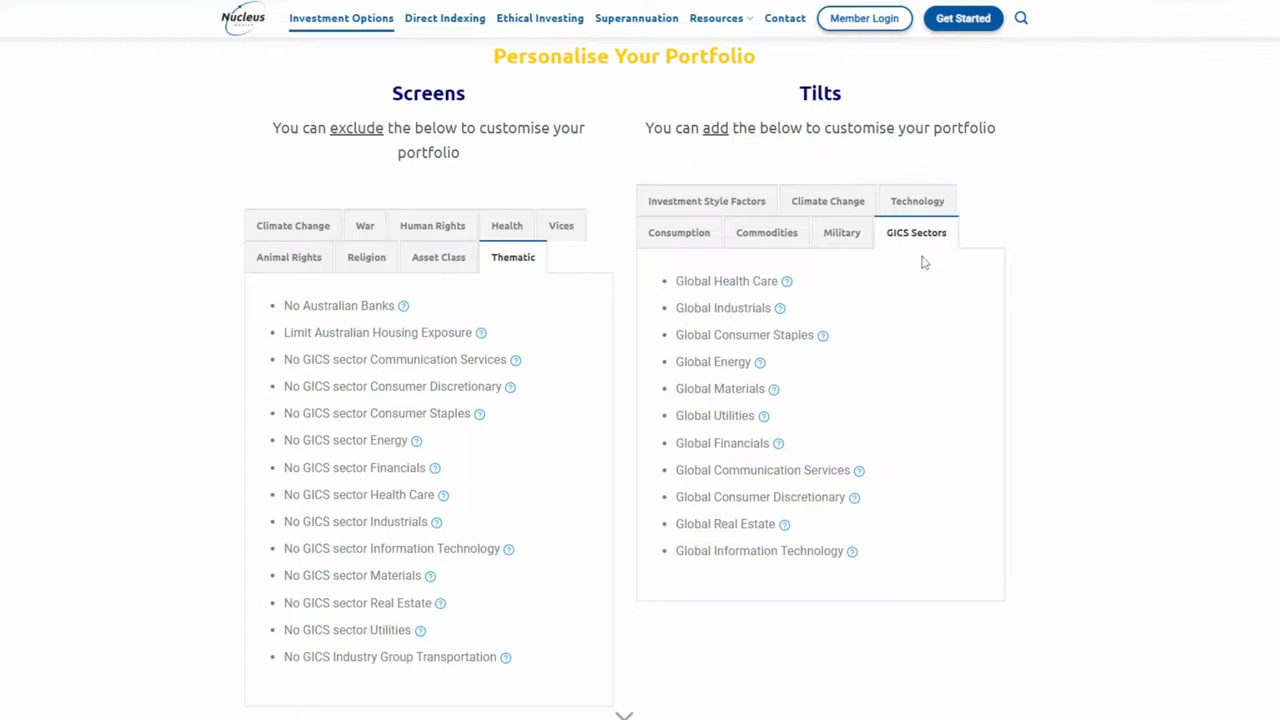 Nucleus
Investment Options
Direct Indexing
Ethical Investing
Superannuation
Resources
Contact
Member Login
Get Started
Personalise Your Portfolio
Screens
You can exclude the below to customise your
portfolio
Climate Change
War
Human Rights
Health
Vices
Animal Rights
Religion
Asset Class
Thematic
No Australian Banks
Limit Australian Housing Exposure
No GICS sector Communication Services
No GICS sector Consumer Discretionary
No GICS sector Consumer Staples
No GICS sector Energy
No GICS sector Financials
No GICS sector Health Care
No GICS sector Industrials
No GICS sector Information Technology
No GICS sector Materials
No GICS sector Real Estate
No GICS sector Utilities
No GICS Industry Group Transportation
Tilts
You can add the below to customise your portfolio
Investment Style Factors
Climate Change
Technology
Consumption
Commodities
Military
GICS Sectors
Global Health Care
Global Industrials
Global Consumer Staples
Global Energy
Global Materials
Global Utilities
Global Financials
Global Communication Services
Global Consumer Discretionary
Global Real Estate
Global Information Technology